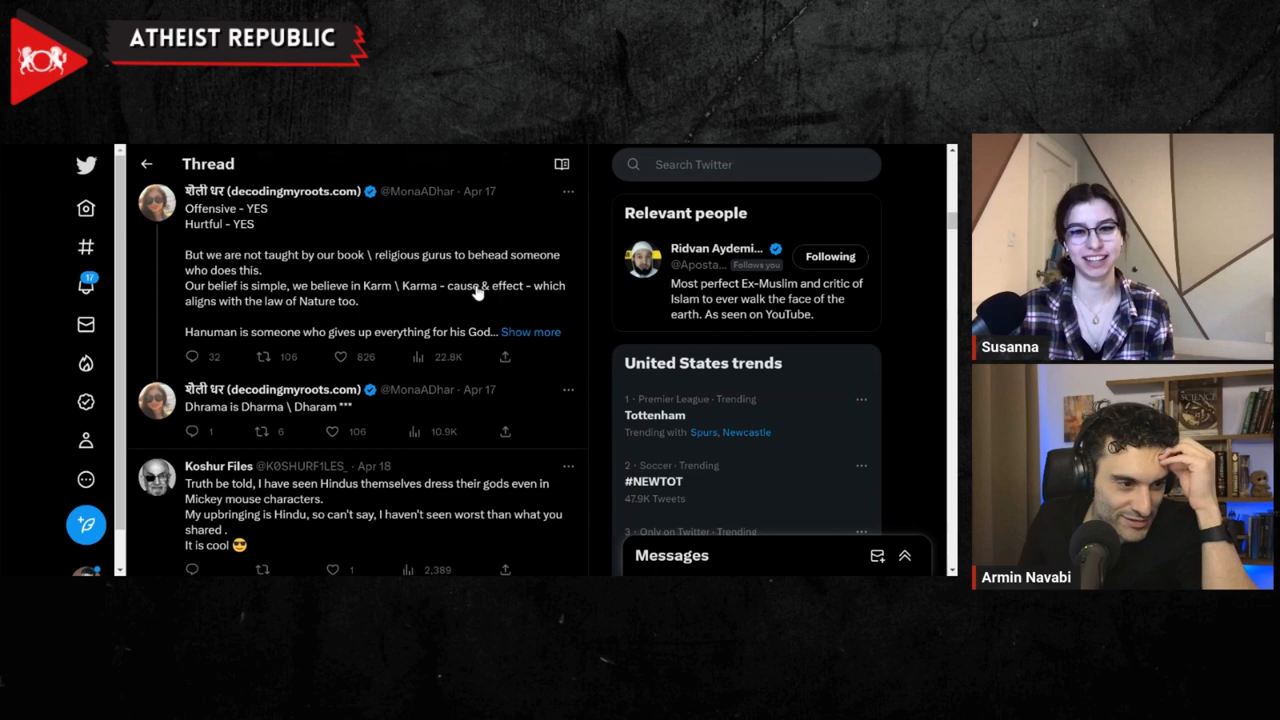 ATHEIST REPUBLIC
Thread
शैली धर (decodingmyroots.com) @MonaADhar · Apr 17
Offensive - YES
Hurtful - YES
But we are not taught by our book \ religious gurus to behead someone
who does this.
Our belief is simple, we believe in Karm \ Karma - cause & effect - which
aligns with the law of Nature too.
Hanuman is someone who gives up everything for his God... Show more
32 106 826 22.8K
शैली धर (decodingmyroots.com) @MonaADhar · Apr 17
Dhrama is Dharma \ Dharam ***
1 6 106 10.9K
Koshur Files @K0SHURF1LES_ · Apr 18
Truth be told, I have seen Hindus themselves dress their gods even in
Mickey mouse characters.
My upbringing is Hindu, so can't say, I haven't seen worst than what you
shared .
It is cool 😎
1 2,389
17
Search Twitter
Relevant people
Ridvan Aydemi...
@Aposta... Follows you
Following
Most perfect Ex-Muslim and critic of
Islam to ever walk the face of the
earth. As seen on YouTube.
United States trends
1 · Premier League · Trending
Tottenham
Trending with Spurs, Newcastle
2 · Soccer · Trending
#NEWTOT
47.9K Tweets
3 · Only on Twitter · Trending
Messages
Susanna
SCIENCE
Armin Navabi